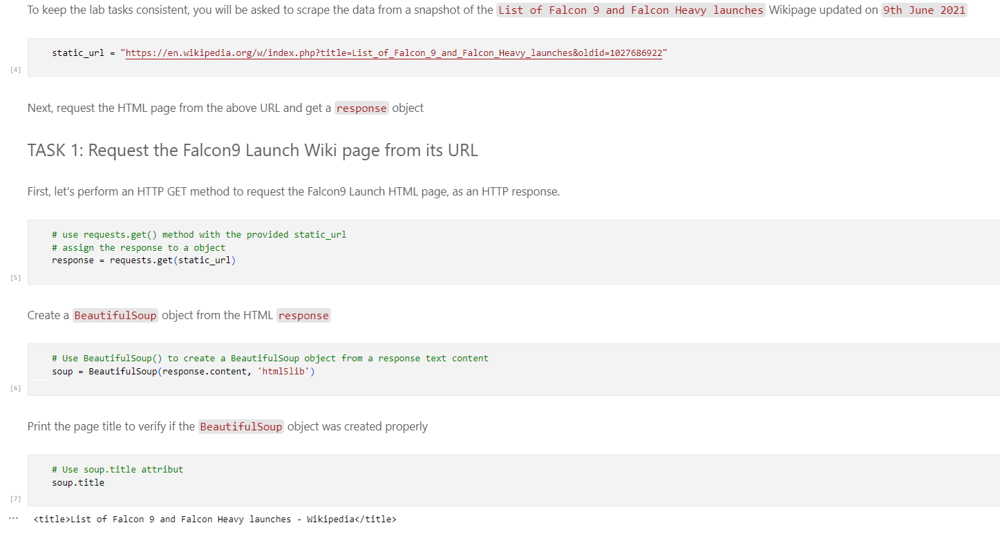 To keep the lab tasks consistent, you will be asked to scrape the data from a snapshot of the List of Falcon 9 and Falcon Heavy launches Wikipage updated on 9th June 2021
static_url = "https://en.wikipedia.org/w/index.php?title=List_of_Falcon_9_and_Falcon_Heavy_launches&oldid=1027686922"
[4]
Next, request the HTML page from the above URL and get a response object
TASK 1: Request the Falcon9 Launch Wiki page from its URL
First, let's perform an HTTP GET method to request the Falcon9 Launch HTML page, as an HTTP response.
# use requests.get() method with the provided static_url
# assign the response to a object
response = requests.get(static_url)
[5]
Create a BeautifulSoup object from the HTML response
# Use BeautifulSoup() to create a BeautifulSoup object from a response text content
soup = BeautifulSoup(response.content, 'html5lib')
[6]
Print the page title to verify if the BeautifulSoup object was created properly
# Use soup.title attribut
soup.title
[7]
... <title>List of Falcon 9 and Falcon Heavy launches - Wikipedia</title>